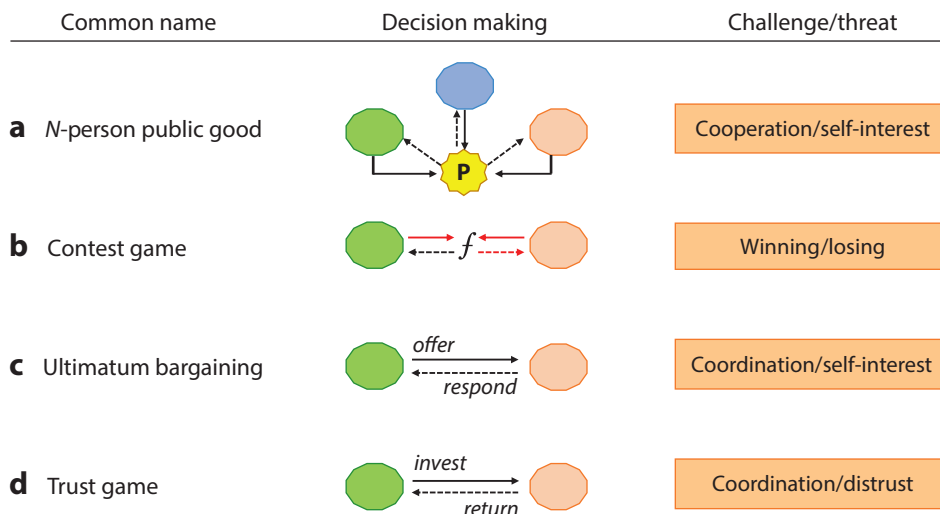 Common name Decision making Challenge/threat
a N-person public good P Cooperation/self-interest
b Contest game f Winning/losing
c Ultimatum bargaining offer respond Coordination/self-interest
d Trust game invest return Coordination/distrust